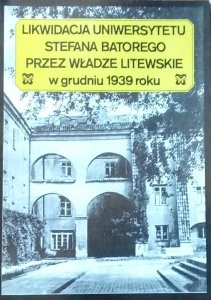 LIKWIDACJA UNIWERSYTETU
STEFANA BATOREGO
PRZEZ WŁADZE LITEWSKIE
w grudniu 1939 roku